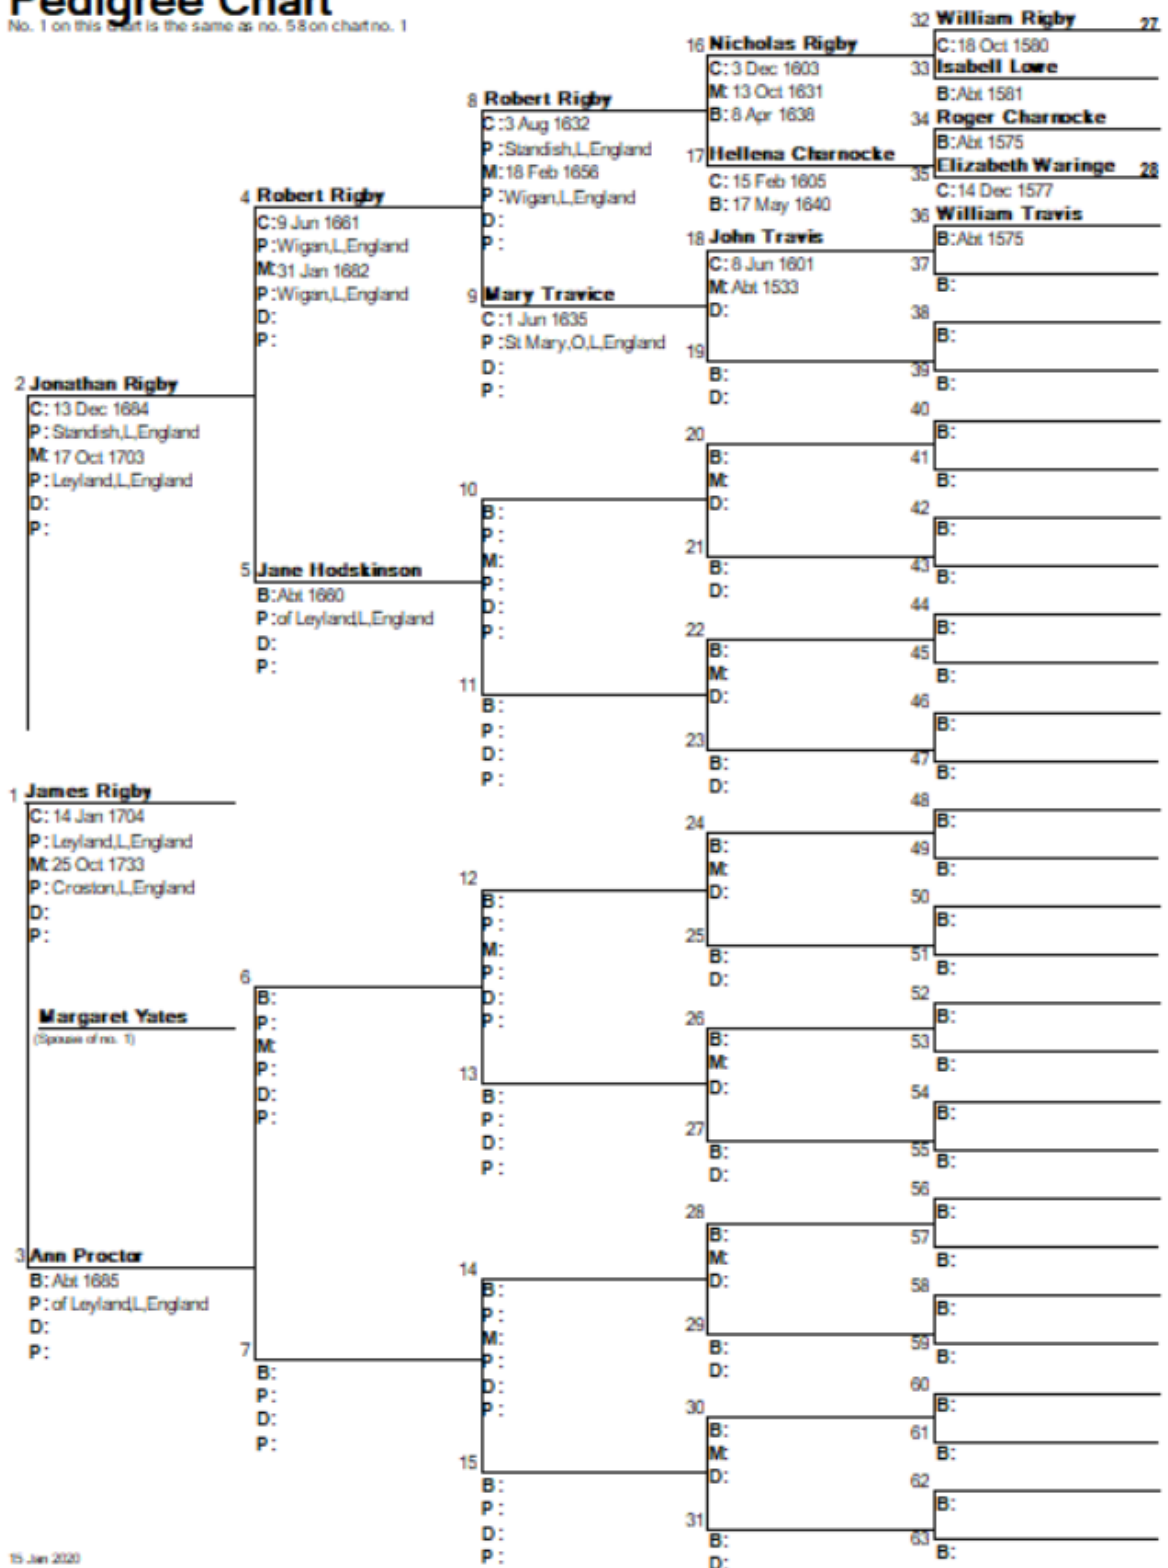 Pedigree Chart
No. 1 on this chart is the same as no. 58 on chart no. 1
2 Jonathan Rigby
C: 13 Dec 1684
P: Standish,L,England
M: 17 Oct 1703
P: Leyland,L,England
D:
P:
1 James Rigby
C: 14 Jan 1704
P: Leyland,L,England
M: 25 Oct 1733
P: Croston,L,England
D:
P:
Margaret Yates
(Spouse of no. 1)
3 Ann Proctor
B: Abt 1685
P: of Leyland,L,England
D:
P:
15 Jan 2020
4 Robert Rigby
C: 9 Jun 1661
P: Wigan,L,England
M: 31 Jan 1682
P: Wigan,L,England
D:
P:
5 Jane Hodskinson
B: Abt 1660
P: of Leyland,L,England
D:
P:
6
B:
P:
M:
P:
D:
P:
7
B:
P:
D:
P:
8 Robert Rigby
C: 3 Aug 1632
P: Standish,L,England
M: 18 Feb 1656
P: Wigan,L,England
D:
P:
9 Mary Travice
C: 1 Jun 1635
P: St Mary,O,L,England
D:
P:
10
B:
P:
M:
P:
D:
P:
11
B:
P:
D:
P:
12
B:
P:
M:
P:
D:
P:
13
B:
P:
D:
P:
14
B:
P:
M:
P:
D:
P:
15
B:
P:
D:
P:
16 Nicholas Rigby
C: 3 Dec 1603
M: 13 Oct 1631
B: 8 Apr 1638
17 Hellena Charnocke
C: 15 Feb 1605
B: 17 May 1640
18 John Travis
C: 8 Jun 1601
M: Abt 1533
D:
19
B:
D:
20
B:
M:
D:
21
B:
D:
22
B:
M:
D:
23
B:
D:
24
B:
M:
D:
25
B:
D:
26
B:
M:
D:
27
B:
D:
28
B:
M:
D:
29
B:
D:
30
B:
M:
D:
31
B:
D:
32 William Rigby 27
C: 18 Oct 1580
33 Isabell Lowe
B: Abt 1581
34 Roger Charnocke
B: Abt 1575
35 Elizabeth Waringe 28
C: 14 Dec 1577
36 William Travis
B: Abt 1575
37
B:
38
B:
39
B:
40
B:
41
B:
42
B:
43
B:
44
B:
45
B:
46
B:
47
B:
48
B:
49
B:
50
B:
51
B:
52
B:
53
B:
54
B:
55
B:
56
B:
57
B:
58
B:
59
B:
60
B:
61
B:
62
B:
63
B: